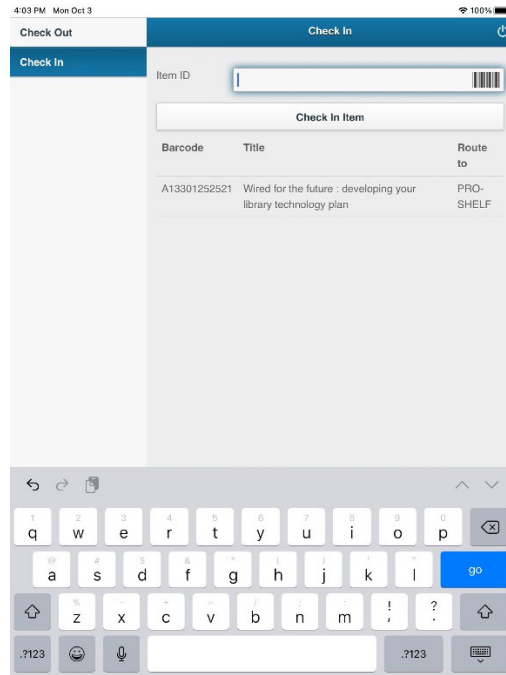 4:03 PM Mon Oct 3 100%
Check Out
Check In
Check In
Item ID
Check In Item
Barcode Title Route to
A13301252521 Wired for the future : developing your PRO-
library technology plan SHELF
1 2 3 4 5 6 7 8 9 0
q w e r t y u i o p
@ # $ & * ( ) ' "
a s d f g h j k l go
% - + = / ; : ! ?
z x c v b n m , .
.?123 .?123